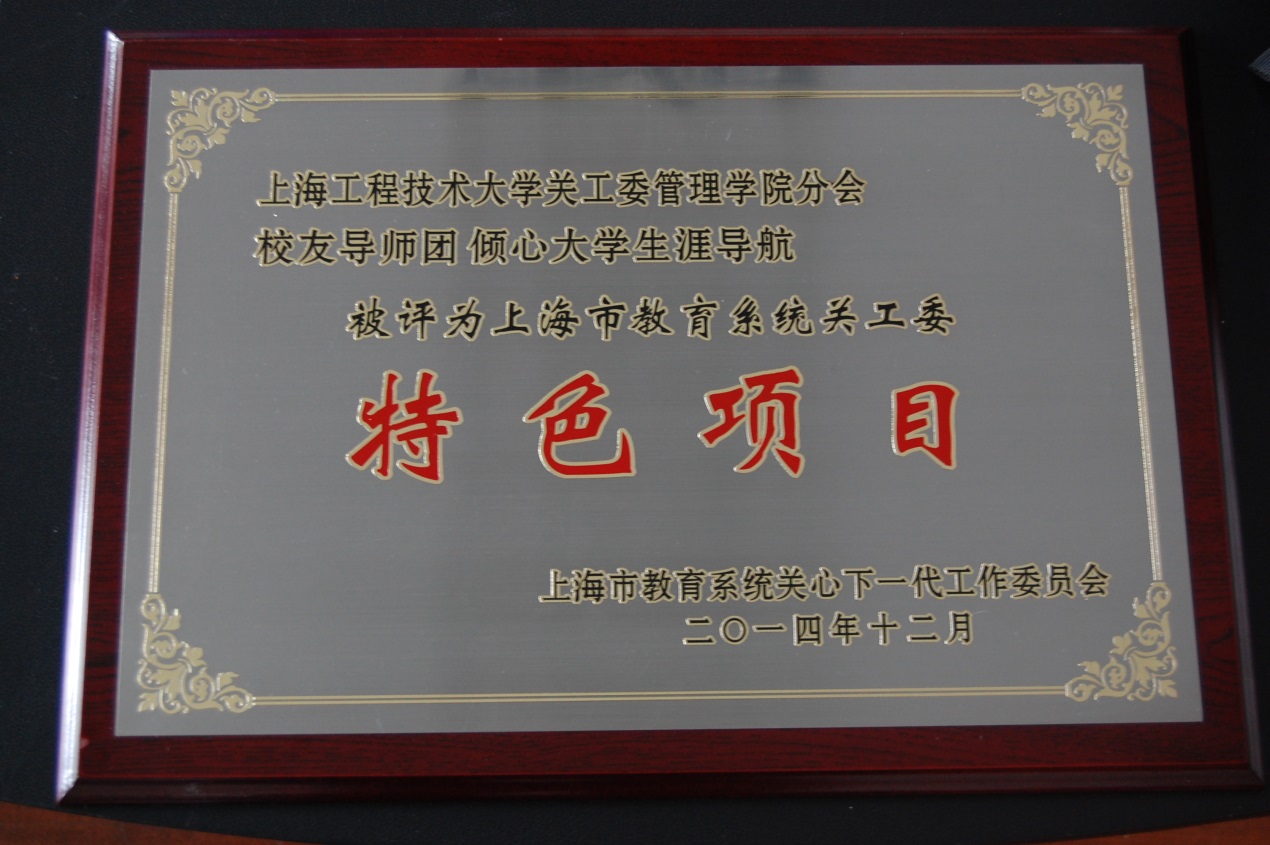 上海工程技术大学关工委管理学院分会
校友导师团 倾心大学生涯导航
被评为上海市教育系统关工委
特色项目
上海市教育系统关心下一代工作委员会
二〇一四年十二月